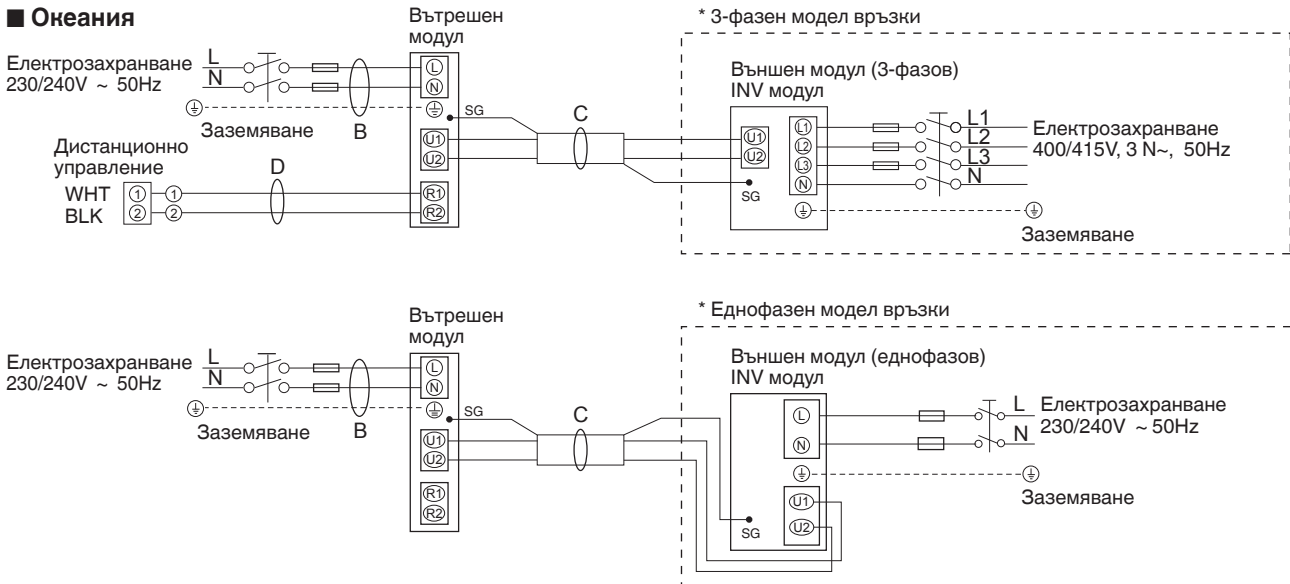 ■ Океания
Вътрешен
модул
* 3-фазен модел връзки
Електрозахранване
230/240V ~ 50Hz
L
N
Заземяване
B
L
N
SG
U1
U2
R1
R2
C
Дистанционно
управление
WHT
BLK
1
2
1
2
D
Външен модул (3-фазов)
INV модул
U1
U2
SG
L1
L2
L3
N
L1
L2
L3
N
Електрозахранване
400/415V, 3 N~, 50Hz
Заземяване
Вътрешен
модул
* Еднофазен модел връзки
Електрозахранване
230/240V ~ 50Hz
L
N
Заземяване
B
L
N
SG
U1
U2
R1
R2
C
Външен модул (еднофазов)
INV модул
L
N
U1
U2
SG
L
N
Електрозахранване
230/240V ~ 50Hz
Заземяване